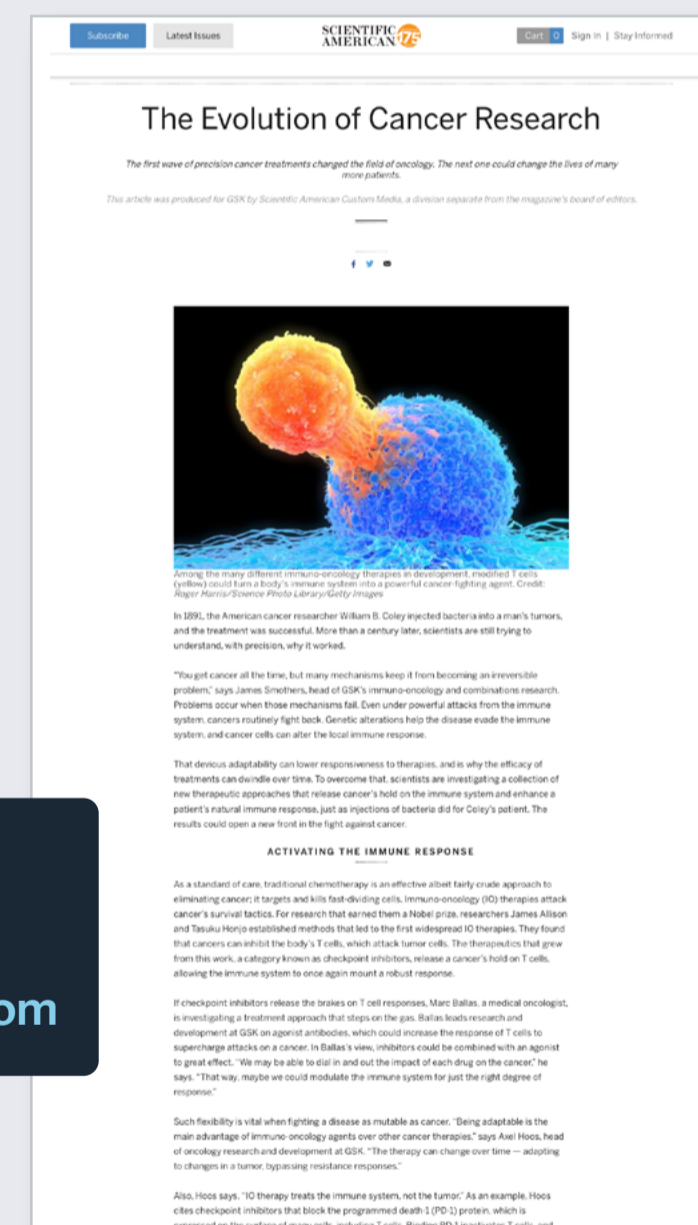 Subscribe
Latest Issues
SCIENTIFIC
AMERICAN 175
Cart 0 Sign In | Stay Informed
The Evolution of Cancer Research
The first wave of precision cancer treatments changed the field of oncology. The next one could change the lives of many
more patients.
This article was produced for GSK by Scientific American Custom Media, a division separate from the magazine's board of editors.
Among the many different immuno-oncology therapies in development, modified T cells
(yellow) could turn a body's immune system into a powerful cancer-fighting agent. Credit:
Roger Harris/Science Photo Library/Getty Images
In 1891, the American cancer researcher William B. Coley injected bacteria into a man's tumors,
and the treatment was successful. More than a century later, scientists are still trying to
understand, with precision, why it worked.
"You get cancer all the time, but many mechanisms keep it from becoming an irreversible
problem," says James Smothers, head of GSK's immuno-oncology and combinations research.
Problems occur when those mechanisms fail. Even under powerful attacks from the immune
system, cancers routinely fight back. Genetic alterations help the disease evade the immune
system, and cancer cells can alter the local immune response.
That devious adaptability can lower responsiveness to therapies, and is why the efficacy of
treatments can dwindle over time. To overcome that, scientists are investigating a collection of
new therapeutic approaches that release cancer's hold on the immune system and enhance a
patient's natural immune response, just as injections of bacteria did for Coley's patient. The
results could open a new front in the fight against cancer.
ACTIVATING THE IMMUNE RESPONSE
As a standard of care, traditional chemotherapy is an effective albeit fairly crude approach to
eliminating cancer; it targets and kills fast-dividing cells. Immuno-oncology (IO) therapies attack
cancer's survival tactics. For research that earned them a Nobel prize, researchers James Allison
and Tasuku Honjo established methods that led to the first widespread IO therapies. They found
that cancers can inhibit the body's T cells, which attack tumor cells. The therapeutics that grew
from this work, a category known as checkpoint inhibitors, release a cancer's hold on T cells,
allowing the immune system to once again mount a robust response.
If checkpoint inhibitors release the brakes on T cell responses, Marc Ballas, a medical oncologist,
is investigating a treatment approach that steps on the gas. Ballas leads research and
development at GSK on agonist antibodies, which could increase the response of T cells to
supercharge attacks on a cancer. In Ballas's view, inhibitors could be combined with an agonist
to great effect. "We may be able to dial in and out the impact of each drug on the cancer," he
says. "That way, maybe we could modulate the immune system for just the right degree of
response."
om
Such flexibility is vital when fighting a disease as mutable as cancer. "Being adaptable is the
main advantage of immuno-oncology agents over other cancer therapies," says Axel Hoos, head
of oncology research and development at GSK. "The therapy can change over time — adapting
to changes in a tumor, bypassing resistance responses."
Also, Hoos says, "IO therapy treats the immune system, not the tumor." As an example, Hoos
cites checkpoint inhibitors that block the programmed death-1 (PD-1) protein, which is